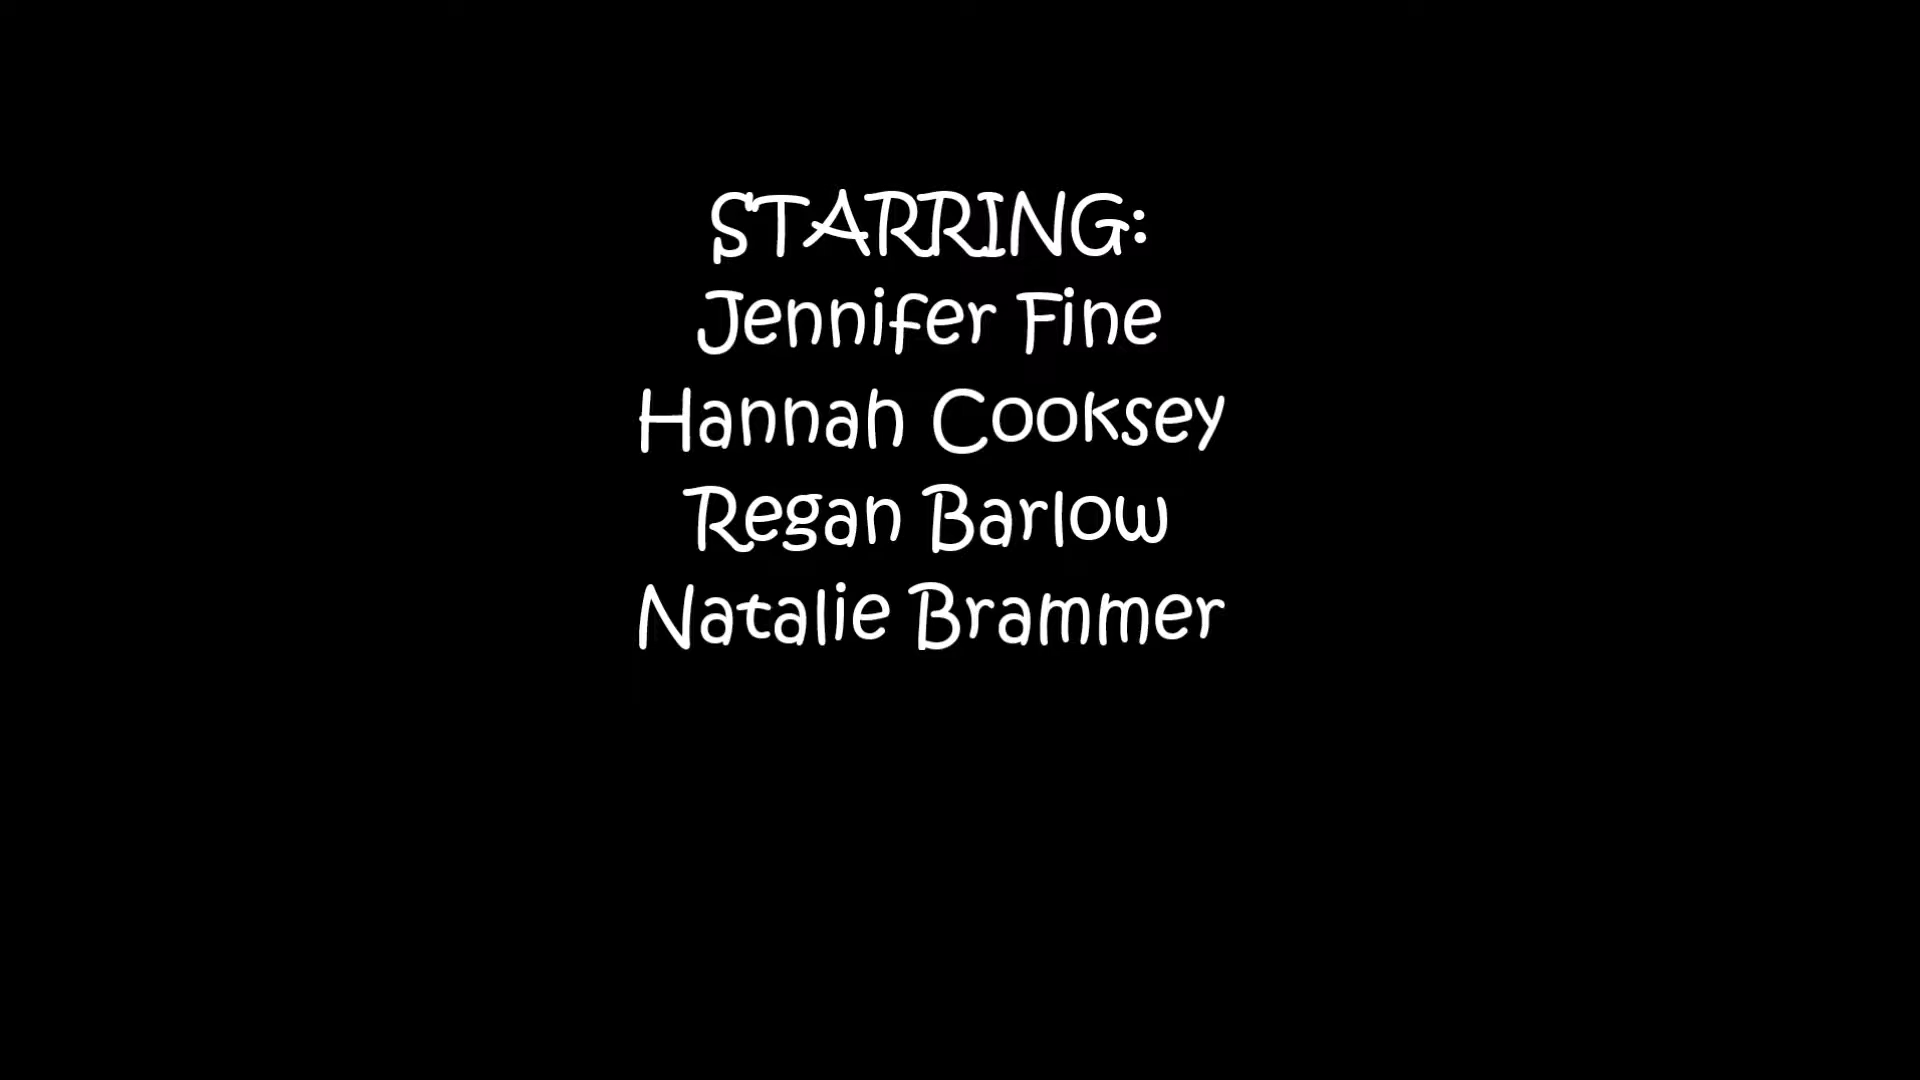 STARRING:
Jennifer Fine
Hannah Cooksey
Regan Barlow
Natalie Brammer